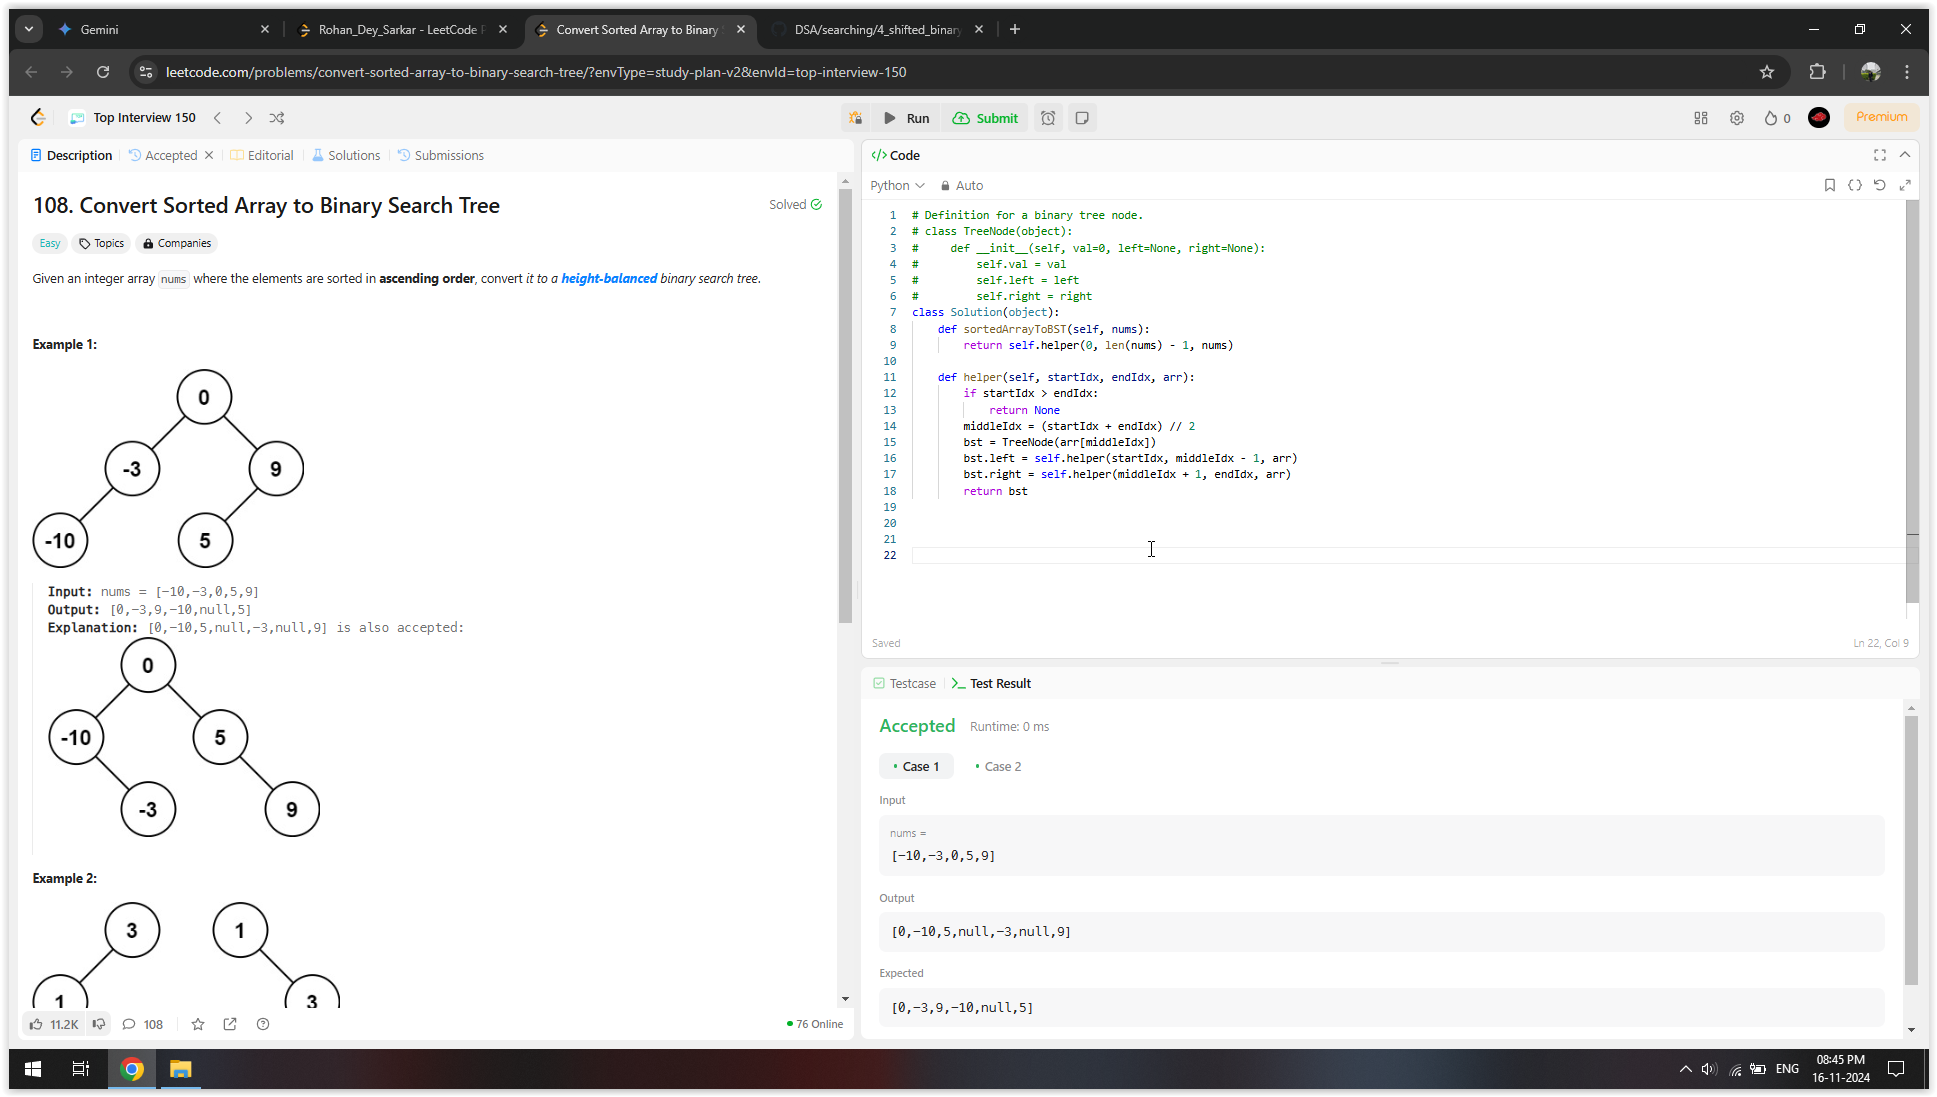 Gemini
Rohan_Dey_Sarkar - LeetCode P
Convert Sorted Array to Binary S
DSA/searching/4_shifted_binary
leetcode.com/problems/convert-sorted-array-to-binary-search-tree/?envType=study-plan-v2&envId=top-interview-150
Top Interview 150
Run
Submit
0
Premium
Description
Accepted
Editorial
Solutions
Submissions
108. Convert Sorted Array to Binary Search Tree
Solved
Easy
Topics
Companies
Given an integer array nums where the elements are sorted in ascending order, convert it to a height-balanced binary search tree.
Example 1:
0
-3
9
-10
5
Input: nums = [-10,-3,0,5,9]
Output: [0,-3,9,-10,null,5]
Explanation: [0,-10,5,null,-3,null,9] is also accepted:
0
-10
5
-3
9
Example 2:
3
1
1
3
11.2K
108
76 Online
Code
Python
Auto
1 # Definition for a binary tree node.
2 # class TreeNode(object):
3 #     def __init__(self, val=0, left=None, right=None):
4 #         self.val = val
5 #         self.left = left
6 #         self.right = right
7 class Solution(object):
8     def sortedArrayToBST(self, nums):
9         return self.helper(0, len(nums) - 1, nums)
10
11     def helper(self, startIdx, endIdx, arr):
12         if startIdx > endIdx:
13             return None
14         middleIdx = (startIdx + endIdx) // 2
15         bst = TreeNode(arr[middleIdx])
16         bst.left = self.helper(startIdx, middleIdx - 1, arr)
17         bst.right = self.helper(middleIdx + 1, endIdx, arr)
18         return bst
19
20
21
22
Saved
Ln 22, Col 9
Testcase
Test Result
Accepted
Runtime: 0 ms
Case 1
Case 2
Input
nums =
[-10,-3,0,5,9]
Output
[0,-10,5,null,-3,null,9]
Expected
[0,-3,9,-10,null,5]
ENG
08:45 PM
16-11-2024